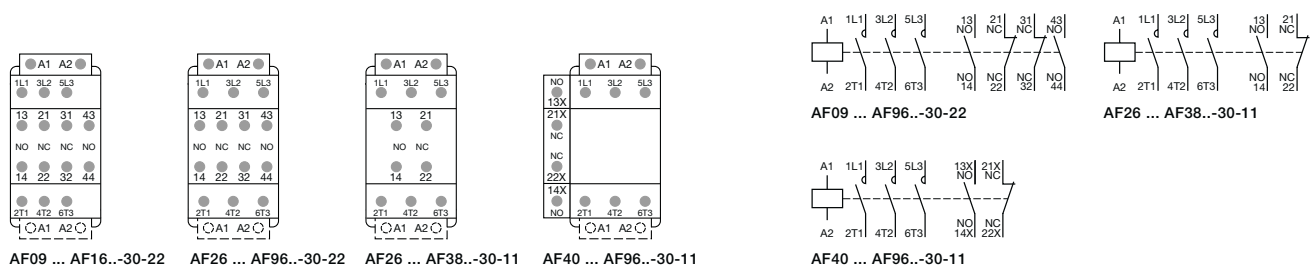 A1 A2
1L1 3L2 5L3
13 21 31 43
NO NC NC NO
14 22 32 44
2T1 4T2 6T3
A1 A2
AF09 ... AF16..-30-22
A1 A2
1L1 3L2 5L3
13 21 31 43
NO NC NC NO
14 22 32 44
2T1 4T2 6T3
A1 A2
AF26 ... AF96..-30-22
A1 A2
1L1 3L2 5L3
13 21
NO NC
14 22
2T1 4T2 6T3
A1 A2
AF26 ... AF38..-30-11
A1 A2
NO 1L1 3L2 5L3
13X
21X
NC
NC
22X
14X
NO 2T1 4T2 6T3
A1 A2
AF40 ... AF96..-30-11
A1 1L1 3L2 5L3 13 21 31 43
NO NC NC NO
NO NC NC NO
A2 2T1 4T2 6T3 14 22 32 44
AF09 ... AF96..-30-22
A1 1L1 3L2 5L3 13 21
NO NC
NO NC
A2 2T1 4T2 6T3 14 22
AF26 ... AF38..-30-11
A1 1L1 3L2 5L3 13X 21X
NO NC
NO NC
A2 2T1 4T2 6T3 14X 22X
AF40 ... AF96..-30-11